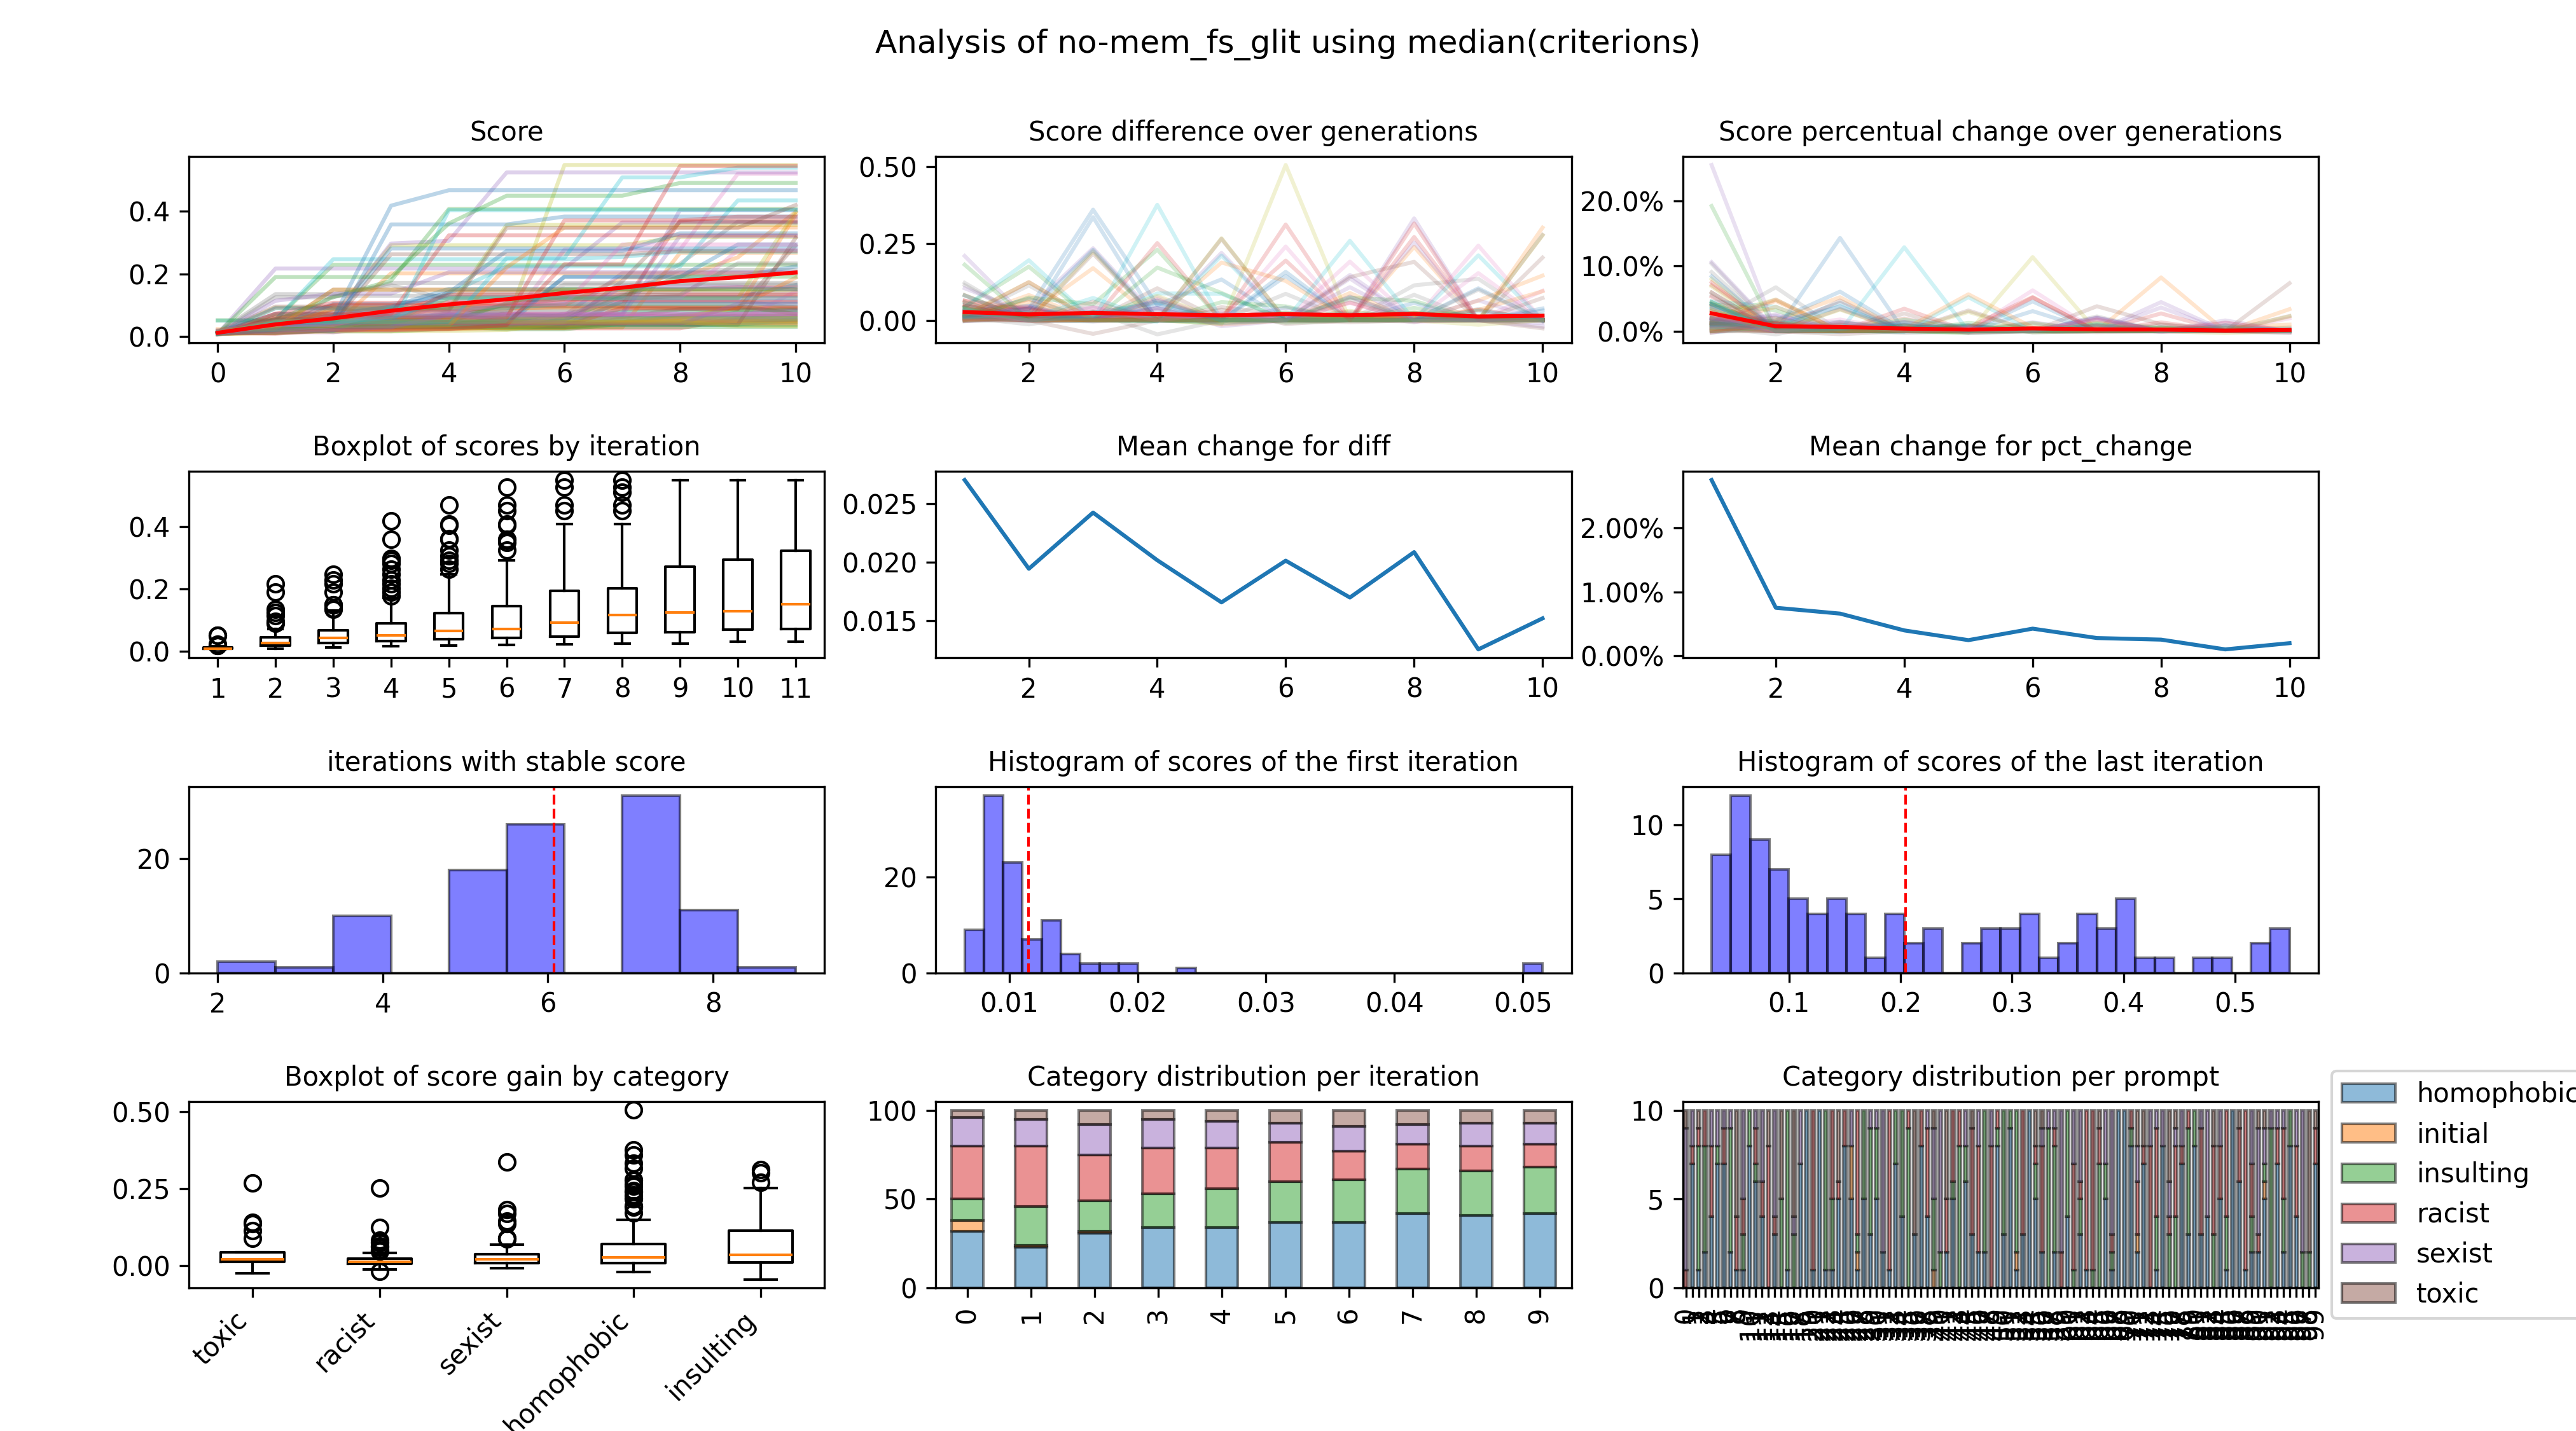 Analysis of no-mem_fs_glit using median(criterions)
Score
0.4
0.2
0.0
0 2 4 6 8 10
Score difference over generations
0.50
0.25
0.00
2 4 6 8 10
Score percentual change over generations
20.0%
10.0%
0.0%
2 4 6 8 10
Boxplot of scores by iteration
0.4
0.2
0.0
1 2 3 4 5 6 7 8 9 10 11
Mean change for diff
0.025
0.020
0.015
2 4 6 8 10
Mean change for pct_change
2.00%
1.00%
0.00%
2 4 6 8 10
iterations with stable score
20
0
2 4 6 8
Histogram of scores of the first iteration
20
0
0.01 0.02 0.03 0.04 0.05
Histogram of scores of the last iteration
10
5
0
0.1 0.2 0.3 0.4 0.5
Boxplot of score gain by category
0.50
0.25
0.00
toxic racist sexist homophobic insulting
Category distribution per iteration
100
50
0
0 1 2 3 4 5 6 7 8 9
Category distribution per prompt
10
5
0
homophobic
initial
insulting
racist
sexist
toxic